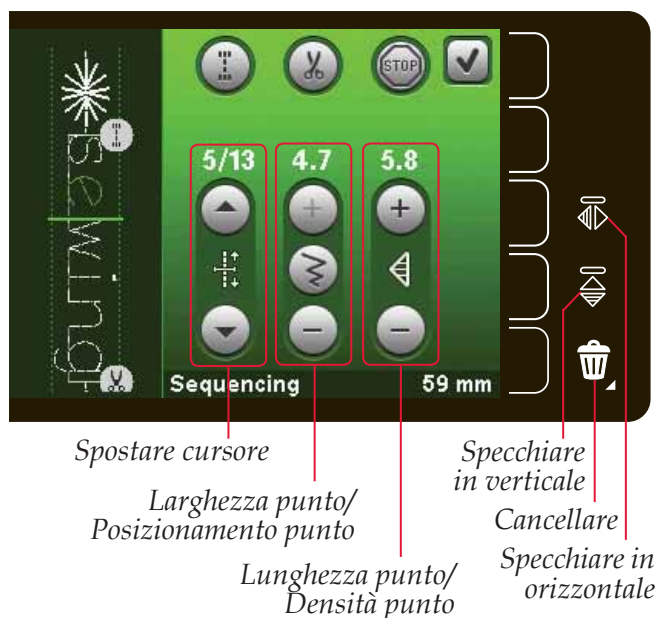 STOP
5/13 4.7 5.8
sewing
Sequencing 59 mm
Spostare cursore
Larghezza punto/
Posizionamento punto
Lunghezza punto/
Densità punto
Specchiare
in verticale
Cancellare
Specchiare in
orizzontale